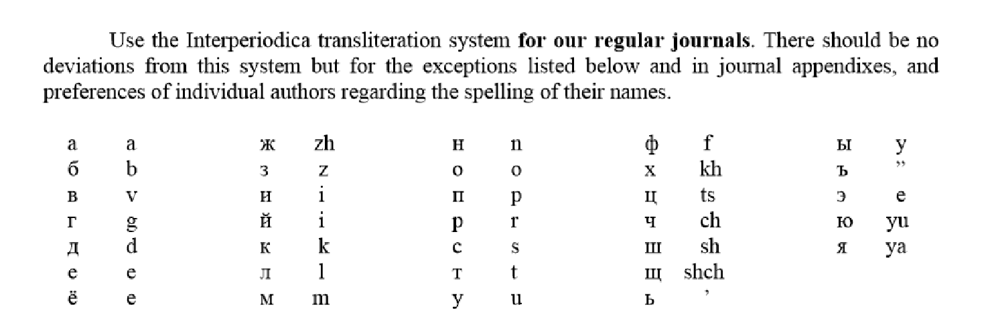 Use the Interperiodica transliteration system for our regular journals. There should be no
deviations from this system but for the exceptions listed below and in journal appendixes, and
preferences of individual authors regarding the spelling of their names.
а a ж zh н n ф f ы y
б b з z о o х kh ъ ”
в v и i п p ц ts э e
г g й i р r ч ch ю yu
д d к k с s ш sh я ya
е e л l т t щ shch
ё e м m у u ь ’